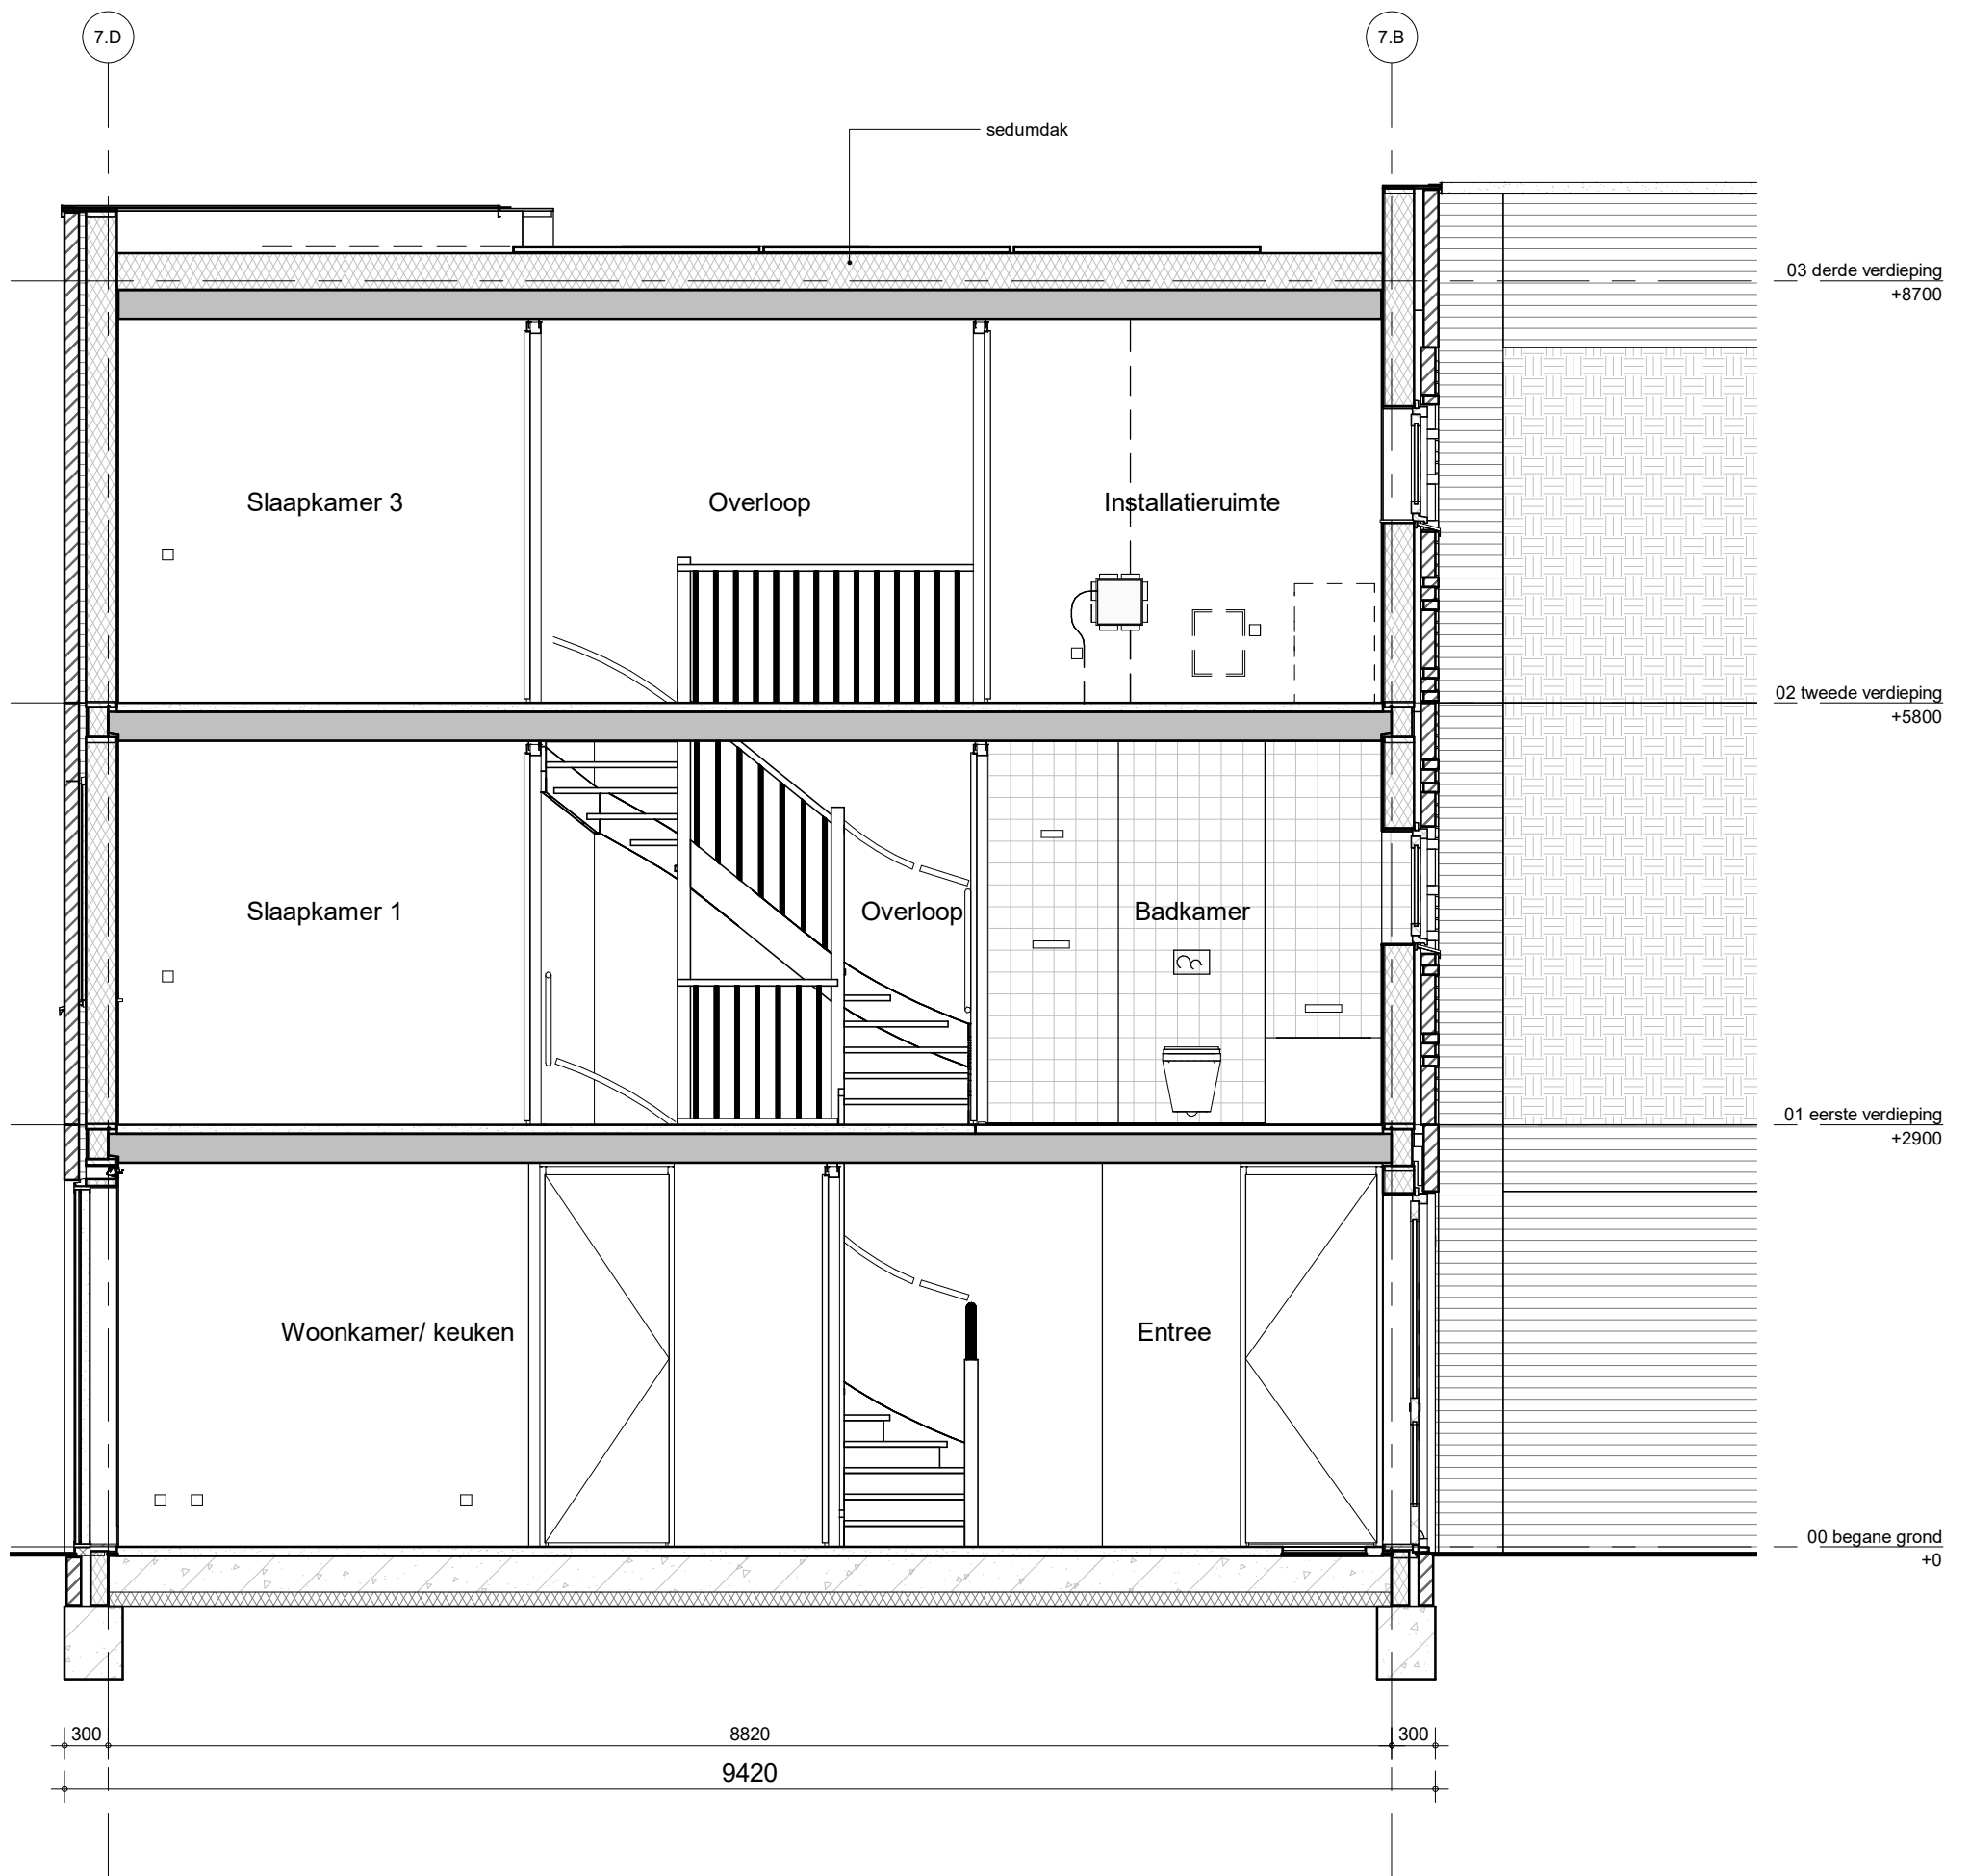 7.D
7.B
sedumdak
03 derde verdieping
+8700
Slaapkamer 3
Overloop
Installatieruimte
02 tweede verdieping
+5800
Slaapkamer 1
Overloop
Badkamer
01 eerste verdieping
+2900
Woonkamer/ keuken
Entree
00 begane grond
+0
300
8820
300
9420